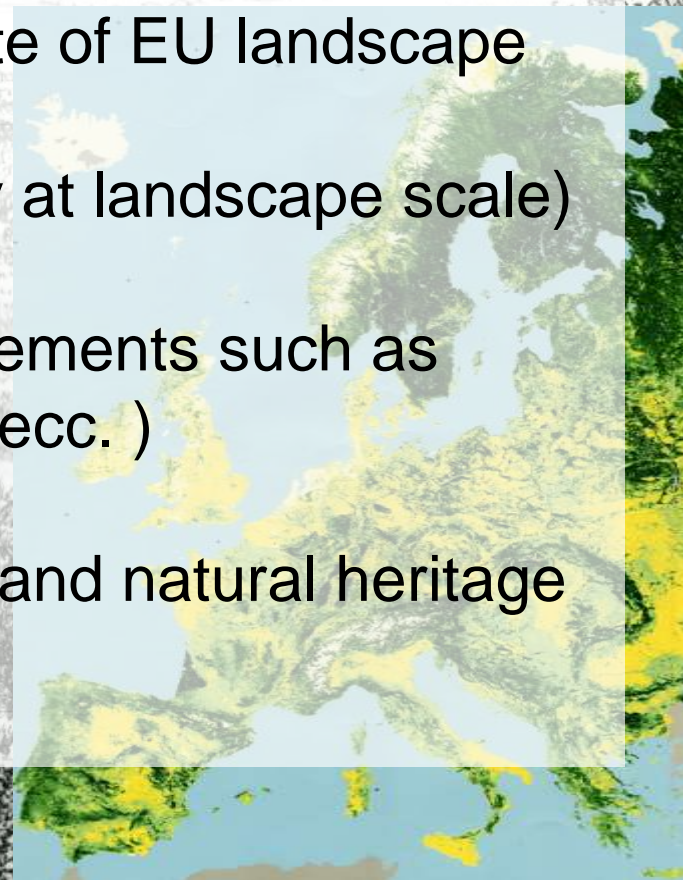 te of EU landscape
at landscape scale)
ements such as
ecc. )
and natural heritage